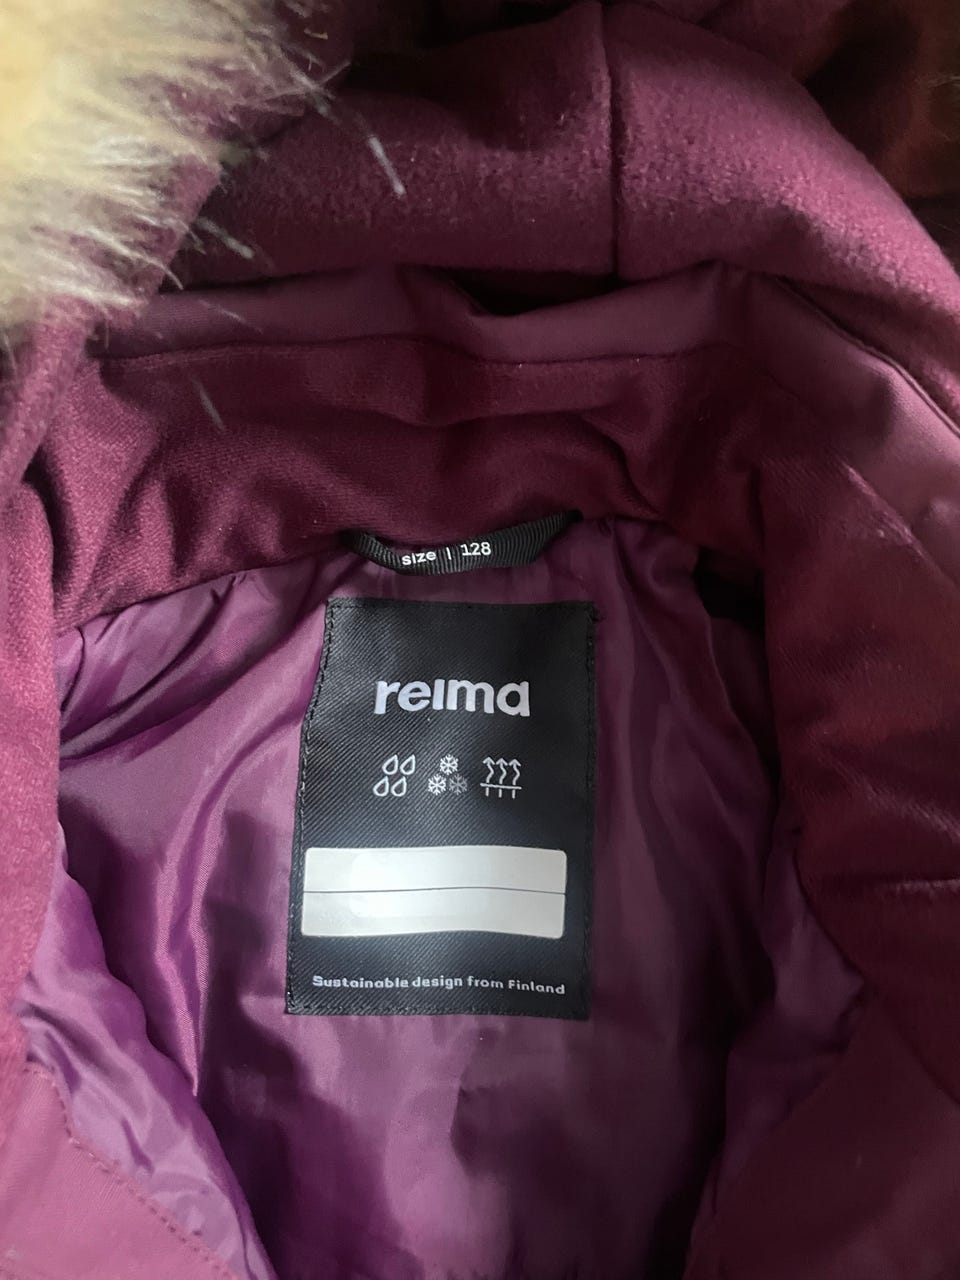 size | 128
reima
Sustainable design from Finland